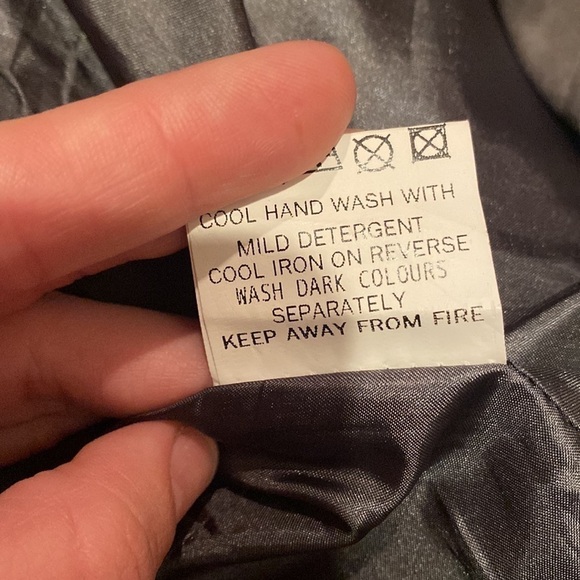 COOL HAND WASH WITH
MILD DETERGENT
COOL IRON ON REVERSE
WASH DARK COLOURS
SEPARATELY
KEEP AWAY FROM FIRE